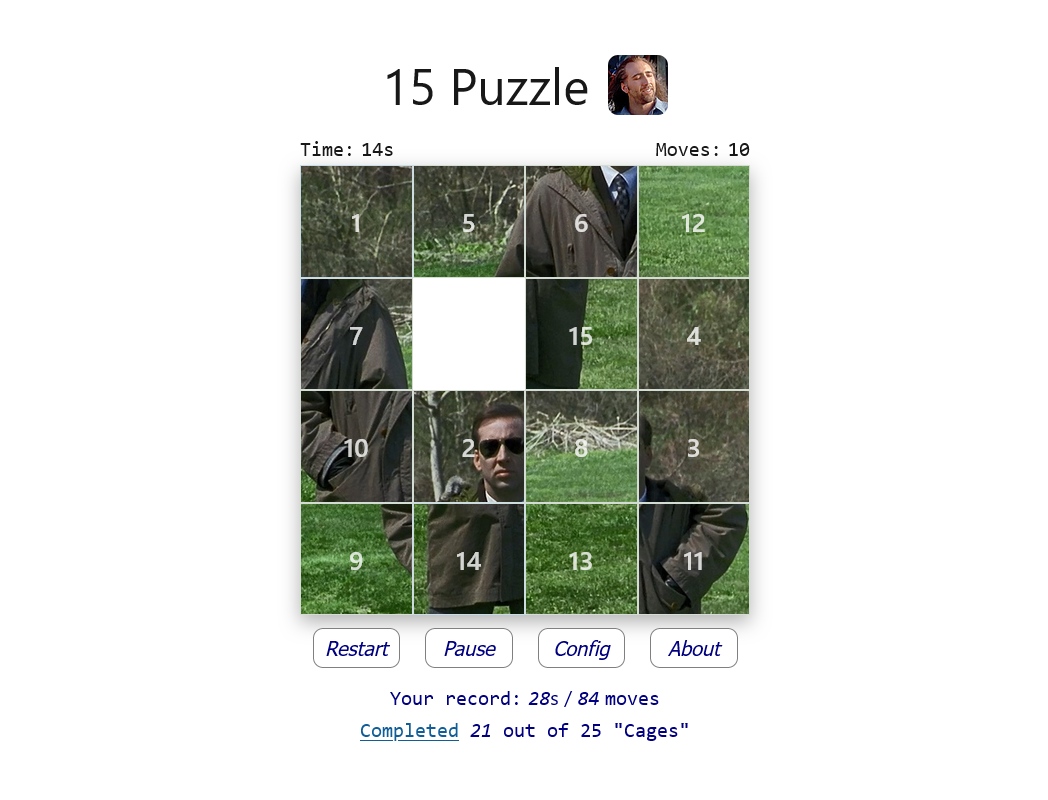 15 Puzzle
Time: 14s Moves: 10
1 5 6 12
7 15 4
10 2 8 3
9 14 13 11
Restart Pause Config About
Your record: 28s / 84 moves
Completed 21 out of 25 "Cages"